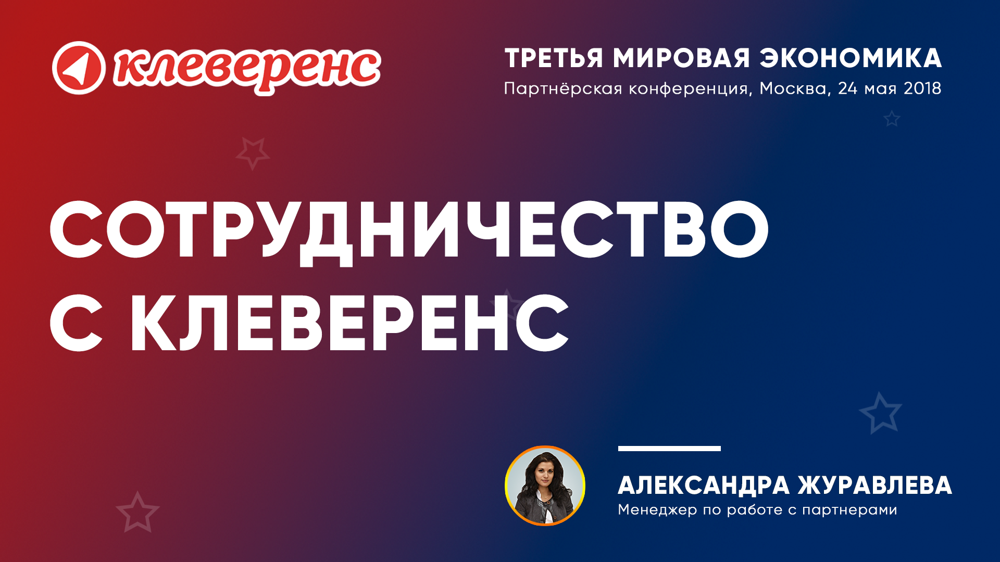 клеверенс
ТРЕТЬЯ МИРОВАЯ ЭКОНОМИКА
Партнёрская конференция, Москва, 24 мая 2018
СОТРУДНИЧЕСТВО
С КЛЕВЕРЕНС
АЛЕКСАНДРА ЖУРАВЛЕВА
Менеджер по работе с партнерами